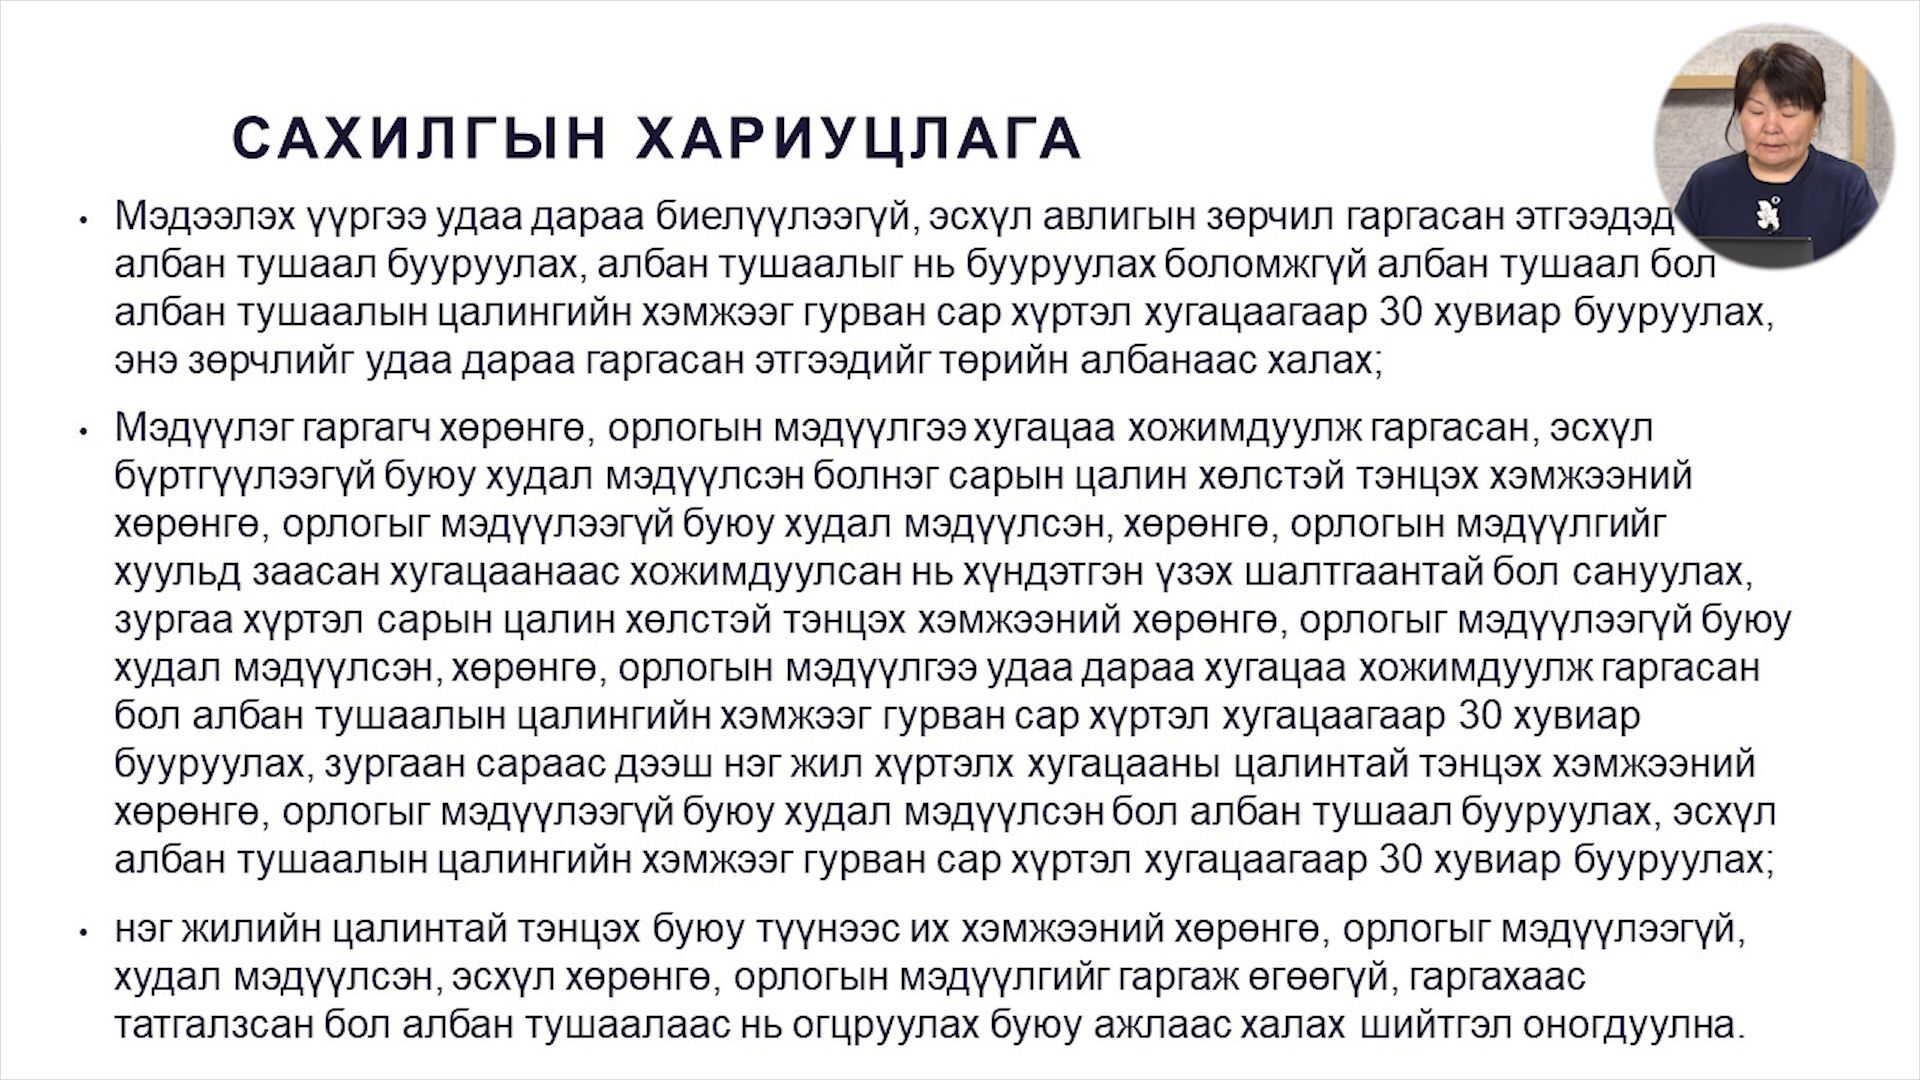 САХИЛГЫН ХАРИУЦЛАГА
• Мэдээлэх үүргээ удаа дараа биелүүлээгүй, эсхүл авлигын зөрчил гаргасан этгээдэд
албан тушаал бууруулах, албан тушаалыг нь бууруулах боломжгүй албан тушаал бол
албан тушаалын цалингийн хэмжээг гурван сар хүртэл хугацаагаар 30 хувиар бууруулах,
энэ зөрчлийг удаа дараа гаргасан этгээдийг төрийн албанаас халах;
• Мэдүүлэг гаргагч хөрөнгө, орлогын мэдүүлгээ хугацаа хожимдуулж гаргасан, эсхүл
бүртгүүлээгүй буюу худал мэдүүлсэн болнэг сарын цалин хөлстэй тэнцэх хэмжээний
хөрөнгө, орлогыг мэдүүлээгүй буюу худал мэдүүлсэн, хөрөнгө, орлогын мэдүүлгийг
хуульд заасан хугацаанаас хожимдуулсан нь хүндэтгэн үзэх шалтгаантай бол сануулах,
зургаа хүртэл сарын цалин хөлстэй тэнцэх хэмжээний хөрөнгө, орлогыг мэдүүлээгүй буюу
худал мэдүүлсэн, хөрөнгө, орлогын мэдүүлгээ удаа дараа хугацаа хожимдуулж гаргасан
бол албан тушаалын цалингийн хэмжээг гурван сар хүртэл хугацаагаар 30 хувиар
бууруулах, зургаан сараас дээш нэг жил хүртэлх хугацааны цалинтай тэнцэх хэмжээний
хөрөнгө, орлогыг мэдүүлээгүй буюу худал мэдүүлсэн бол албан тушаал бууруулах, эсхүл
албан тушаалын цалингийн хэмжээг гурван сар хүртэл хугацаагаар 30 хувиар бууруулах;
• нэг жилийн цалинтай тэнцэх буюу түүнээс их хэмжээний хөрөнгө, орлогыг мэдүүлээгүй,
худал мэдүүлсэн, эсхүл хөрөнгө, орлогын мэдүүлгийг гаргаж өгөөгүй, гаргахаас
татгалзсан бол албан тушаалаас нь огцруулах буюу ажлаас халах шийтгэл оногдуулна.